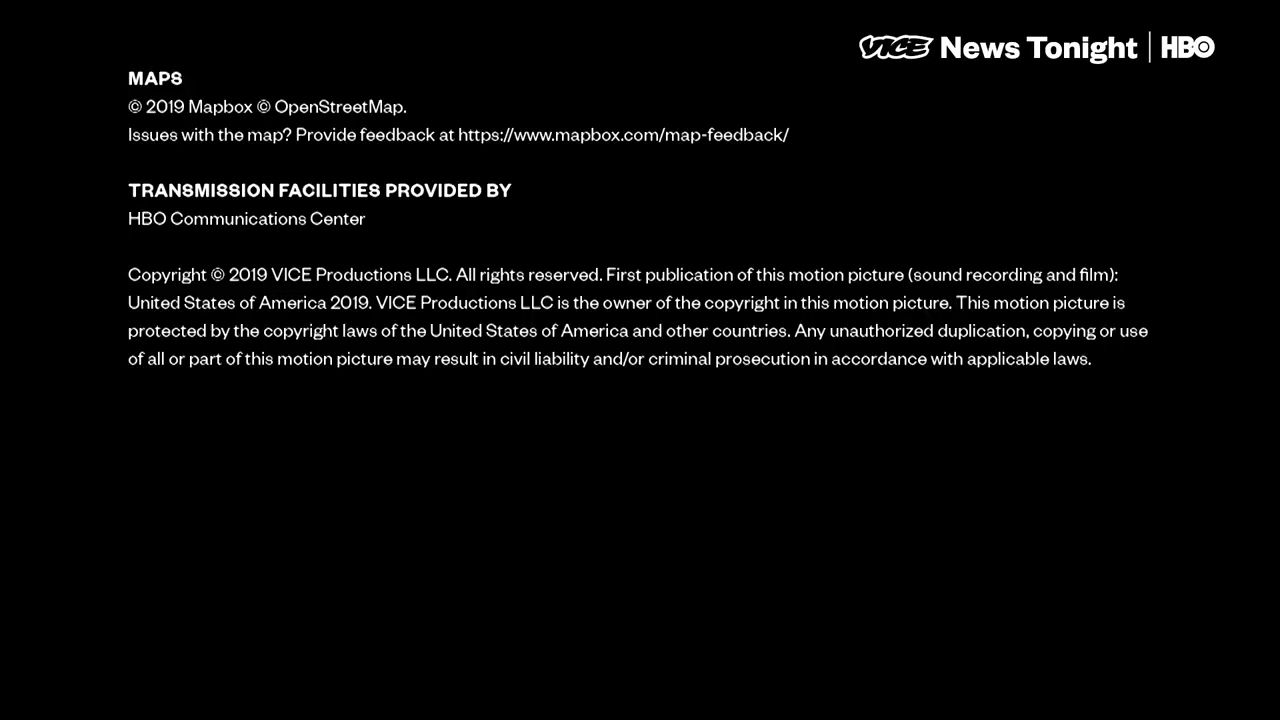 VICE News Tonight | HBO
MAPS
© 2019 Mapbox © OpenStreetMap.
Issues with the map? Provide feedback at https://www.mapbox.com/map-feedback/
TRANSMISSION FACILITIES PROVIDED BY
HBO Communications Center
Copyright © 2019 VICE Productions LLC. All rights reserved. First publication of this motion picture (sound recording and film):
United States of America 2019. VICE Productions LLC is the owner of the copyright in this motion picture. This motion picture is
protected by the copyright laws of the United States of America and other countries. Any unauthorized duplication, copying or use
of all or part of this motion picture may result in civil liability and/or criminal prosecution in accordance with applicable laws.